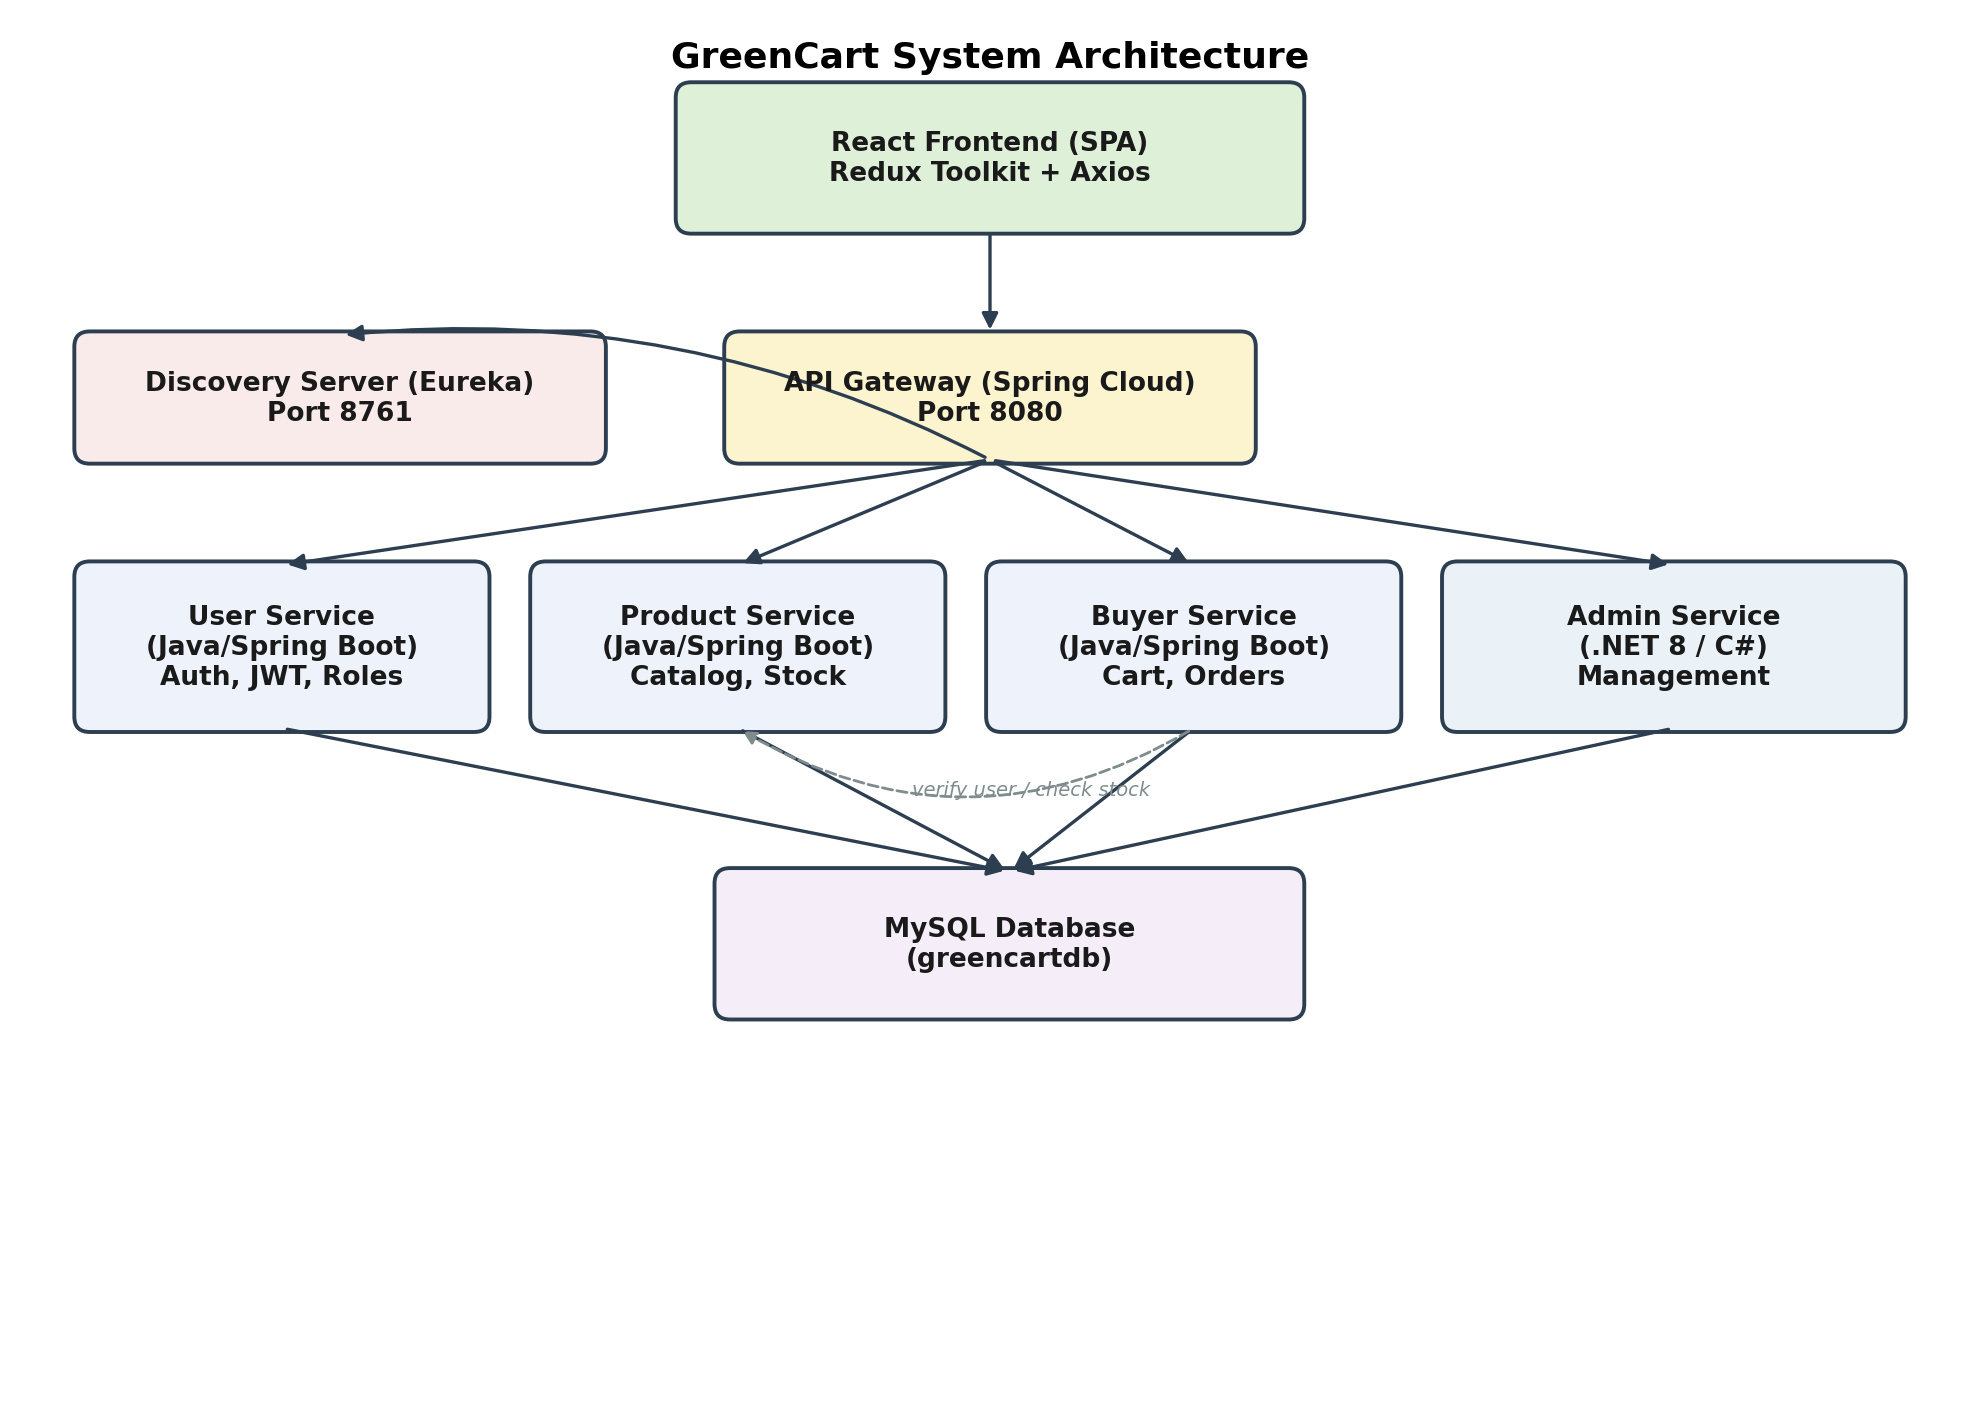 GreenCart System Architecture
React Frontend (SPA)
Redux Toolkit + Axios
Discovery Server (Eureka)
Port 8761
API Gateway (Spring Cloud)
Port 8080
User Service
(Java/Spring Boot)
Auth, JWT, Roles
Product Service
(Java/Spring Boot)
Catalog, Stock
Buyer Service
(Java/Spring Boot)
Cart, Orders
Admin Service
(.NET 8 / C#)
Management
verify user / check stock
MySQL Database
(greencartdb)